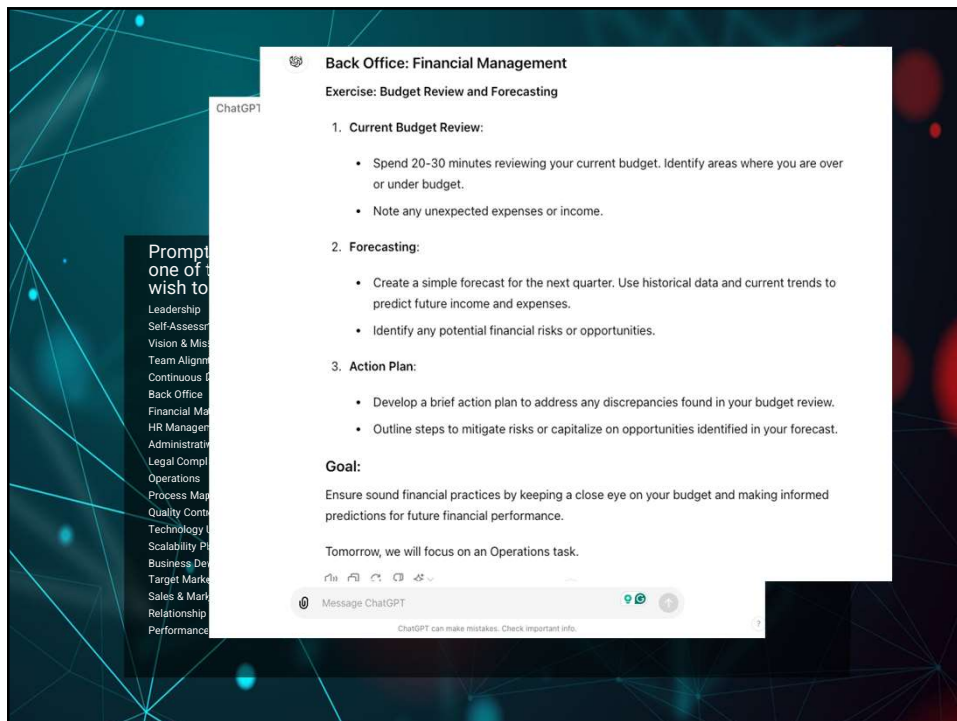 Back Office: Financial Management
Exercise: Budget Review and Forecasting
ChatGPT
1. Current Budget Review:
• Spend 20-30 minutes reviewing your current budget. Identify areas where you are over
or under budget.
• Note any unexpected expenses or income.
2. Forecasting:
• Create a simple forecast for the next quarter. Use historical data and current trends to
predict future income and expenses.
• Identify any potential financial risks or opportunities.
3. Action Plan:
• Develop a brief action plan to address any discrepancies found in your budget review.
• Outline steps to mitigate risks or capitalize on opportunities identified in your forecast.
Goal:
Ensure sound financial practices by keeping a close eye on your budget and making informed
predictions for future financial performance.
Tomorrow, we will focus on an Operations task.
Message ChatGPT
ChatGPT can make mistakes. Check important info.
?
Prompt
one of
wish to
Leadership
Self-Assess
Vision & Mis
Team Align
Continuous
Back Office
Financial Ma
HR Manage
Administrativ
Legal Compl
Operations
Process Map
Quality Cont
Technology
Scalability P
Business De
Target Marke
Sales & Mark
Relationship
Performance